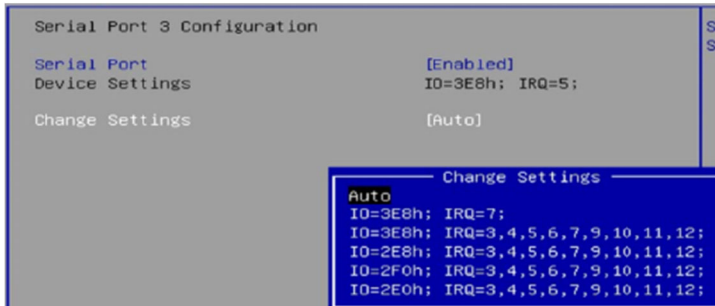 Serial Port 3 Configuration
Serial Port [Enabled]
Device Settings IO=3E8h; IRQ=5;
Change Settings [Auto]
Change Settings
Auto
IO=3E8h; IRQ=7;
IO=3E8h; IRQ=3,4,5,6,7,9,10,11,12;
IO=2E8h; IRQ=3,4,5,6,7,9,10,11,12;
IO=2F0h; IRQ=3,4,5,6,7,9,10,11,12;
IO=2E0h; IRQ=3,4,5,6,7,9,10,11,12;